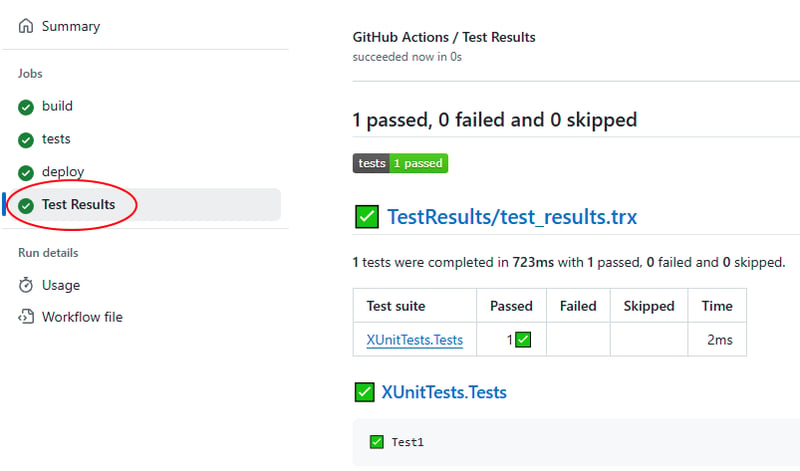 Summary
Jobs
build
tests
deploy
Test Results
Run details
Usage
Workflow file
GitHub Actions / Test Results
succeeded now in 0s
1 passed, 0 failed and 0 skipped
tests 1 passed
TestResults/test_results.trx
1 tests were completed in 723ms with 1 passed, 0 failed and 0 skipped.
Test suite Passed Failed Skipped Time
XUnitTests.Tests 1✅ 2ms
XUnitTests.Tests
Test1